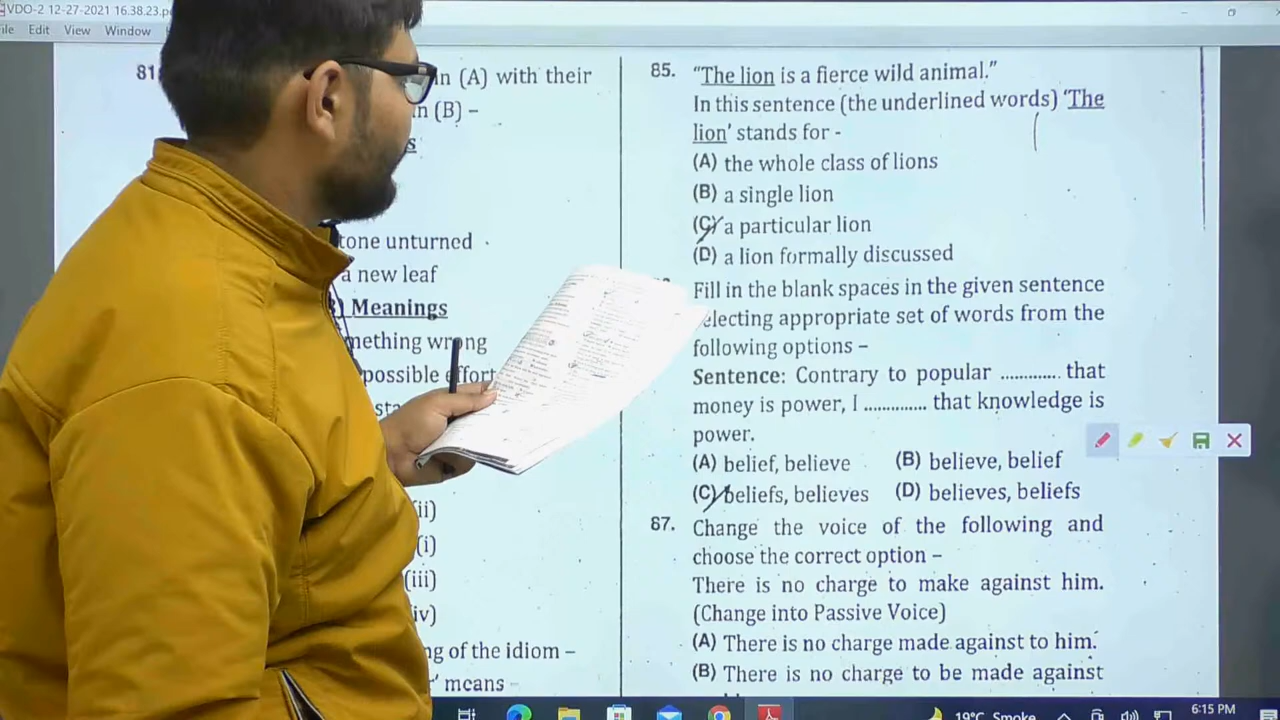 VDO-2 12-27-2021 16.38.23.p
ile Edit View Window
81
in (A) with their
in (B) –
tone unturned
a new leaf
Meanings
mething wrong
possible effort
(ii)
(i)
(iii)
iv)
ng of the idiom –
’ means
85. “The lion is a fierce wild animal.”
In this sentence (the underlined words) ‘The
lion’ stands for -
(A) the whole class of lions
(B) a single lion
(C) a particular lion
(D) a lion formally discussed
Fill in the blank spaces in the given sentence
electing appropriate set of words from the
following options –
Sentence: Contrary to popular ............ that
money is power, I ............. that knowledge is
power.
(A) belief, believe (B) believe, belief
(C) beliefs, believes (D) believes, beliefs
87. Change the voice of the following and
choose the correct option –
There is no charge to make against him.
(Change into Passive Voice)
(A) There is no charge made against to him.
(B) There is no charge to be made against
19°C Smoke
6:15 PM